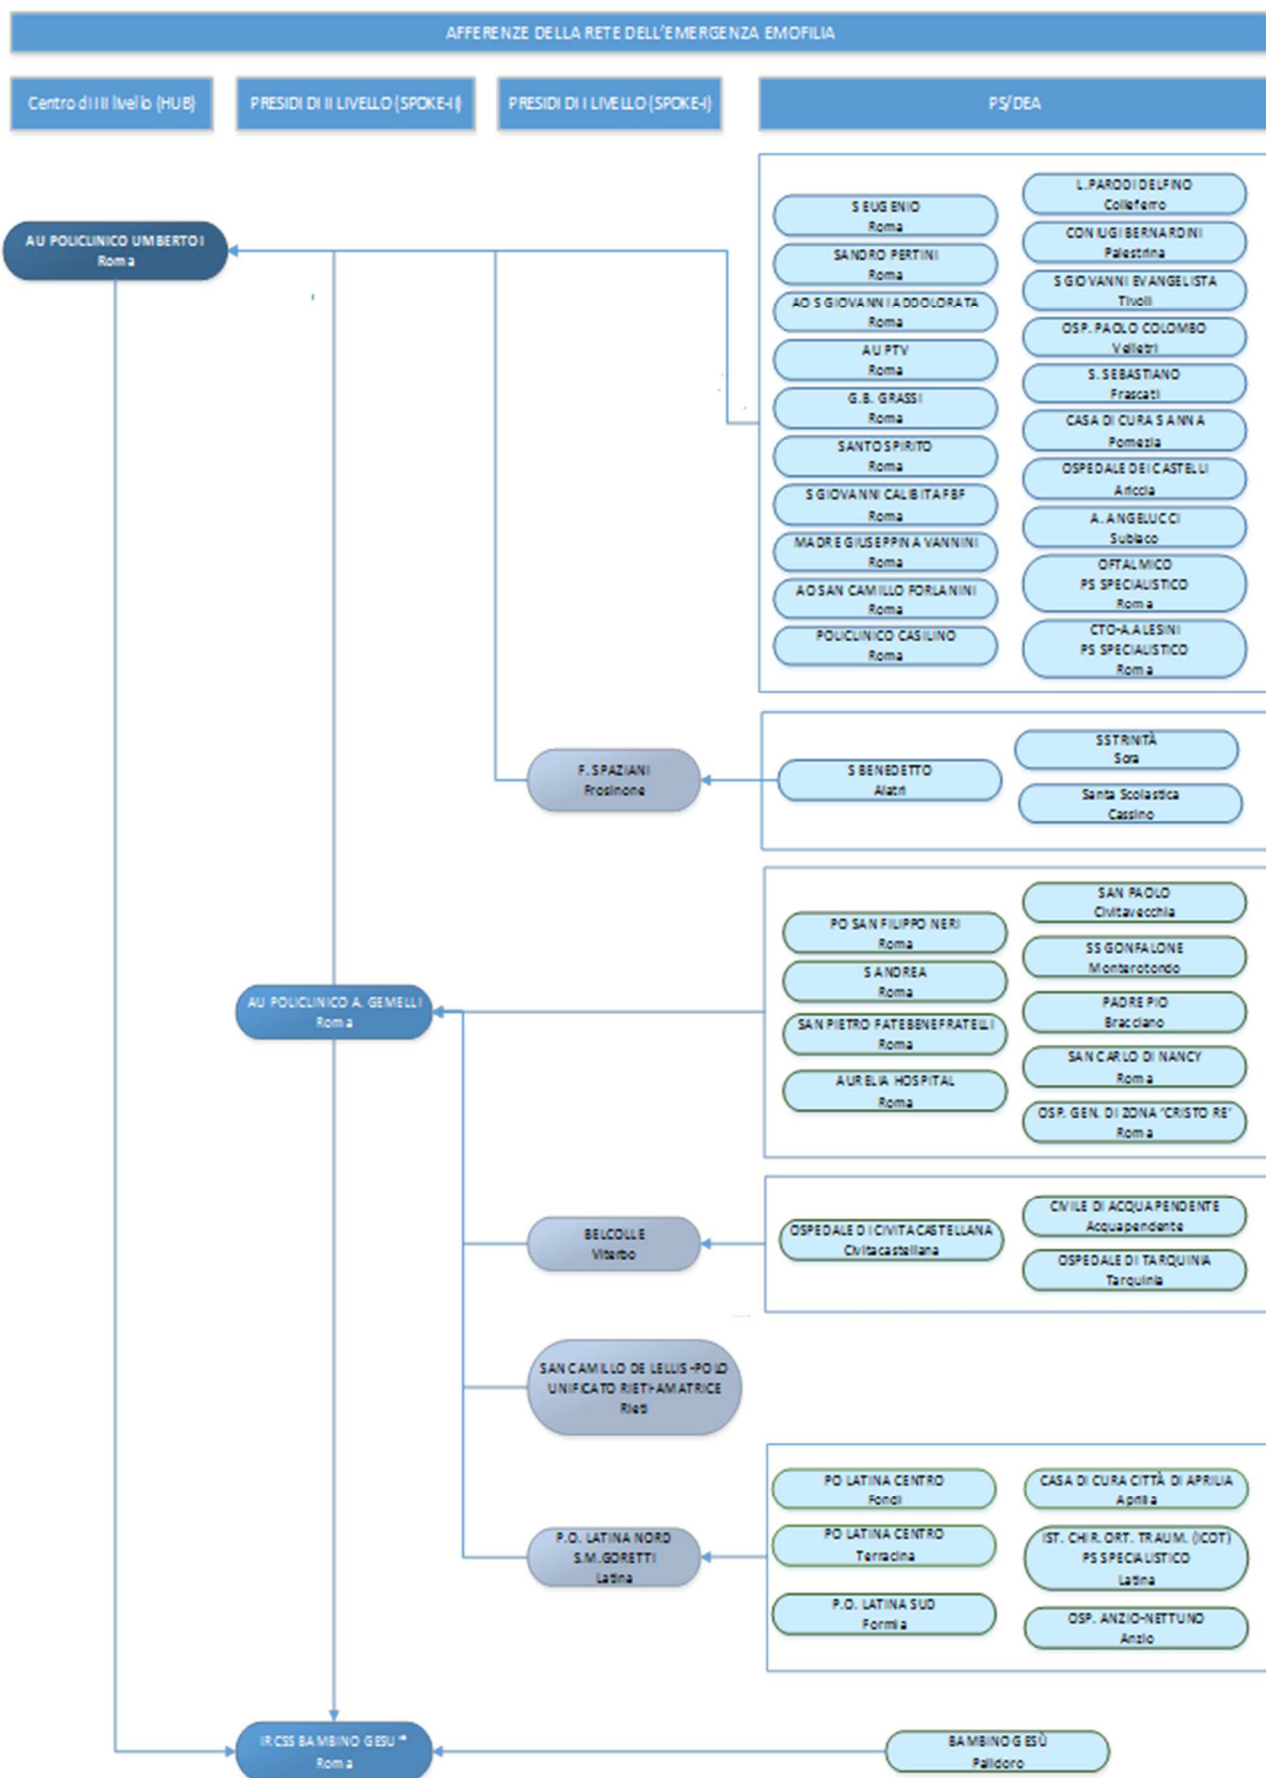 AFFERENZE DELLA RETE DELL'EMERGENZA EMOFILIA
Centro di III livello (HUB)
PRESIDI DI II LIVELLO (SPOKE-II)
PRESIDI DI I LIVELLO (SPOKE-I)
PS/DEA
AU POLICLINICO UMBERTO I
Roma
S EUGENIO
Roma
SANDRO PERTINI
Roma
AO S GIOVANNI ADDOLORATA
Roma
AU PTV
Roma
G.B. GRASSI
Roma
SANTO SPIRITO
Roma
S GIOVANNI CALIBITA FBF
Roma
MADRE GIUSEPPINA VANNINI
Roma
AO SAN CAMILLO FORLANINI
Roma
POLICLINICO CASILINO
Roma
L. PARODI DELFINO
Colleferro
CONIUGI BERNARDINI
Palestrina
S GIOVANNI EVANGELISTA
Tivoli
OSP. PAOLO COLOMBO
Velletri
S. SEBASTIANO
Frascati
CASA DI CURA S ANNA
Pomezia
OSPEDALE DEI CASTELLI
Ariccia
A. ANGELUCCI
Subiaco
OFTALMICO
PS SPECIALISTICO
Roma
CTO-A.ALESINI
PS SPECIALISTICO
Roma
F. SPAZIANI
Frosinone
S BENEDETTO
Alatri
SS TRINITÀ
Sora
Santa Scolastica
Cassino
AU POLICLINICO A. GEMELLI
Roma
PO SAN FILIPPO NERI
Roma
S ANDREA
Roma
SAN PIETRO FATEBENEFRATELLI
Roma
AURELIA HOSPITAL
Roma
SAN PAOLO
Civitavecchia
SS GONFALONE
Monterotondo
PADRE PIO
Bracciano
SAN CARLO DI NANCY
Roma
OSP. GEN. DI ZONA 'CRISTO RE'
Roma
BELCOLLE
Viterbo
OSPEDALE DI CIVITA CASTELLANA
Civitacastellana
CIVILE DI ACQUAPENDENTE
Acquapendente
OSPEDALE DI TARQUINIA
Tarquinia
SAN CAMILLO DE LELLIS -POLO
UNIFICATO RIETI-AMATRICE
Rieti
P.O. LATINA NORD
S.M.GORETTI
Latina
PO LATINA CENTRO
Fondi
PO LATINA CENTRO
Terracina
P.O. LATINA SUD
Formia
CASA DI CURA CITTÀ DI APRILIA
Aprilia
IST. CHIR. ORT. TRAUM. (ICOT)
PS SPECIALISTICO
Latina
OSP. ANZIO-NETTUNO
Anzio
IRCSS BAMBINO GESU'*
Roma
BAMBINO GESÙ
Palidoro